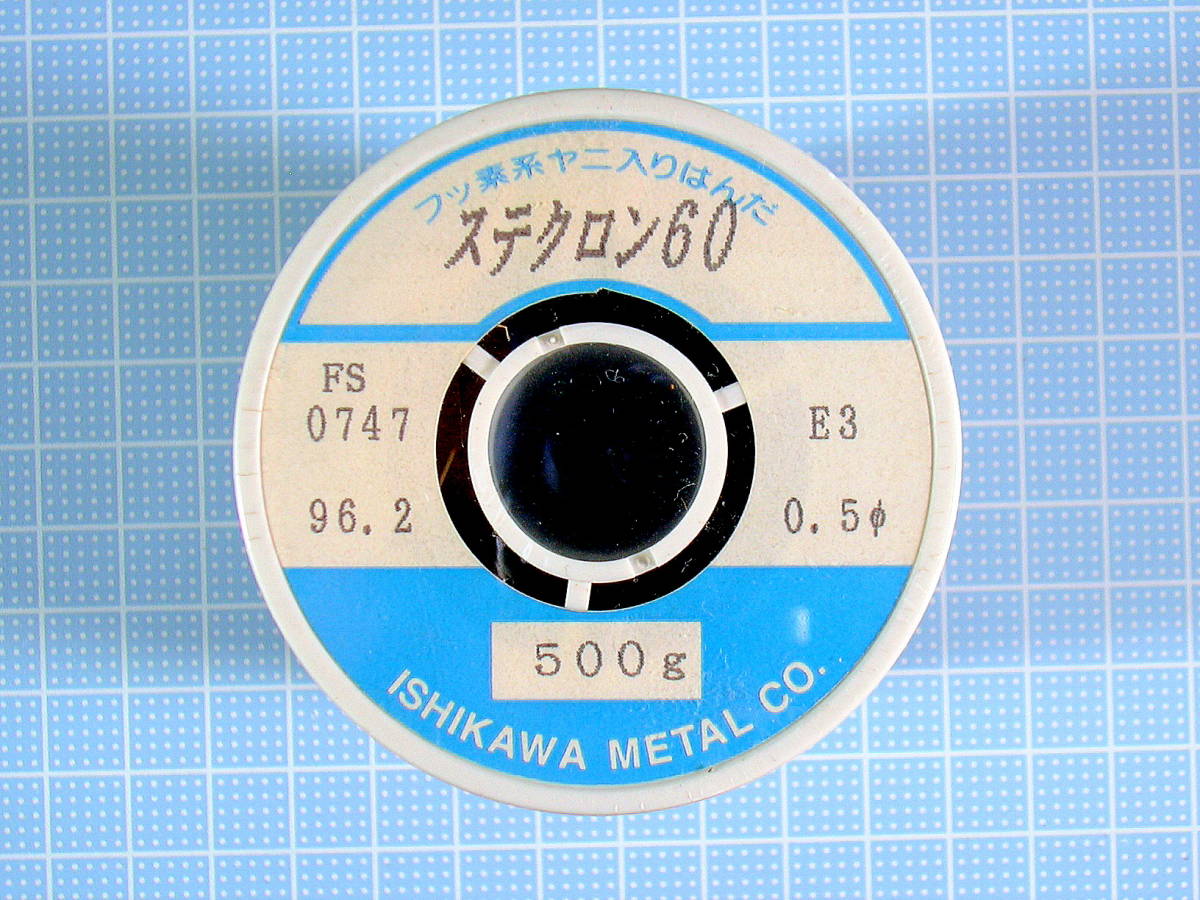 フッ素系ヤニ入りはんだ
ステクロン60
FS
0747
E3
96.2
0.5φ
500g
ISHIKAWA METAL CO.